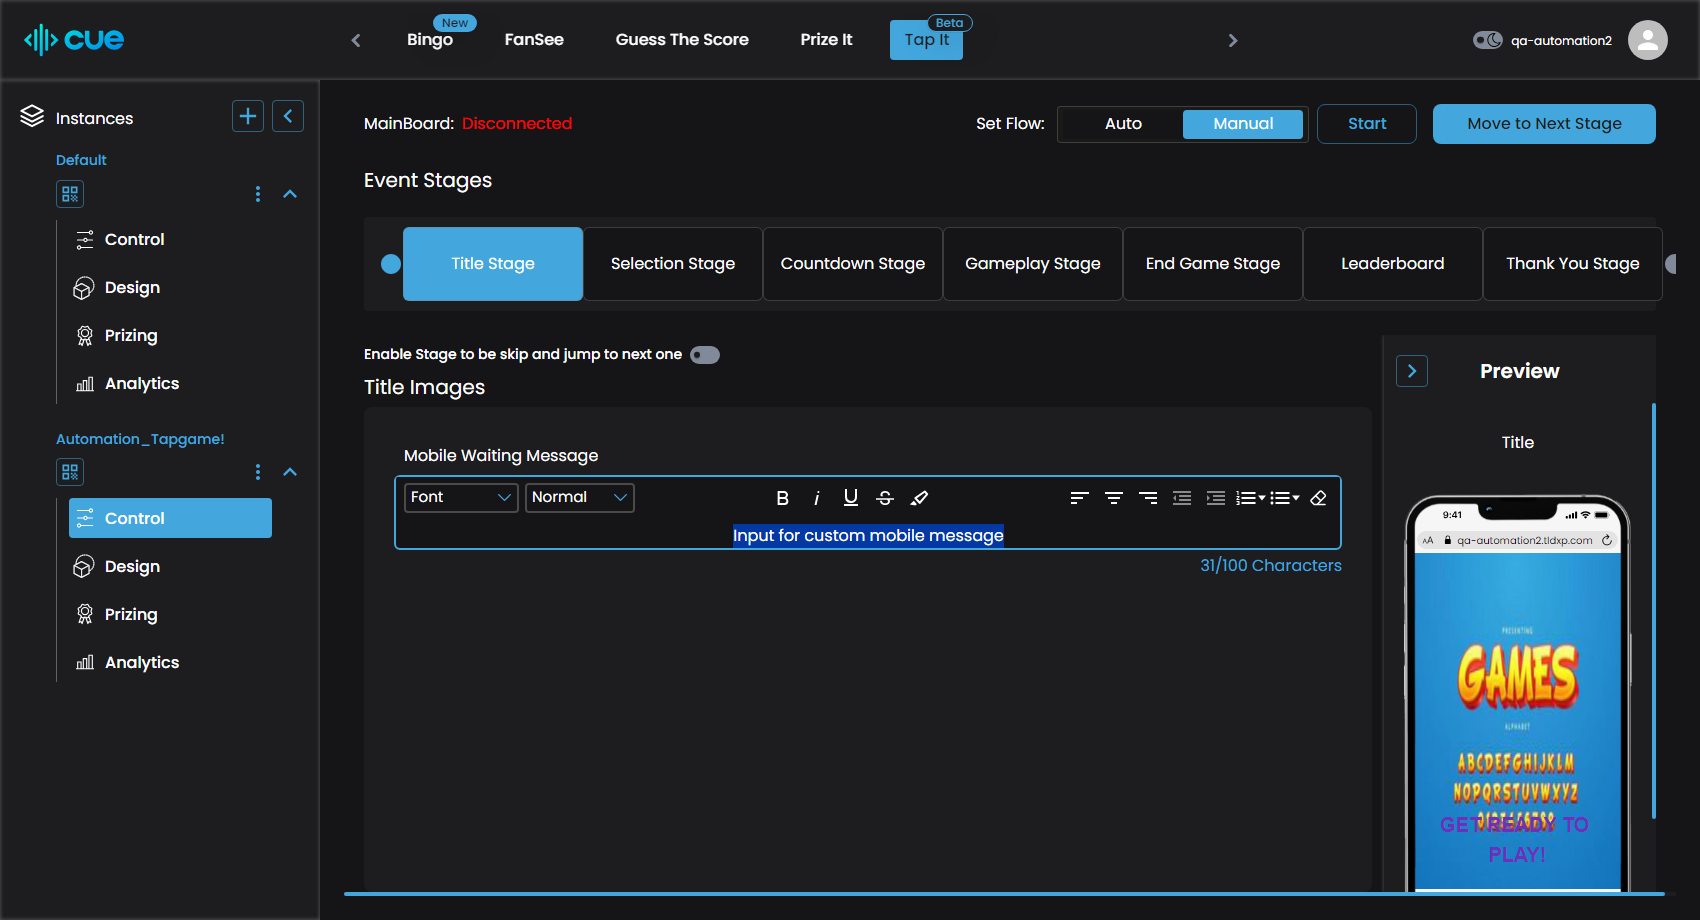 cue
Bingo
New
FanSee
Guess The Score
Prize It
Tap It
Beta
qa-automation2
Instances
Default
Control
Design
Prizing
Analytics
Automation_Tapgame!
Control
Design
Prizing
Analytics
MainBoard: Disconnected
Set Flow:
Auto
Manual
Start
Move to Next Stage
Event Stages
Title Stage
Selection Stage
Countdown Stage
Gameplay Stage
End Game Stage
Leaderboard
Thank You Stage
Enable Stage to be skip and jump to next one
Title Images
Mobile Waiting Message
Font
Normal
B
i
U
S
Input for custom mobile message
31/100 Characters
Preview
Title
9:41
AA
qa-automation2.tldxp.com
PRESENTING
GAMES
ALPHABET
ABCDEFGHIJKLM
NOPQRSTUVWXYZ
GET READY TO
PLAY!